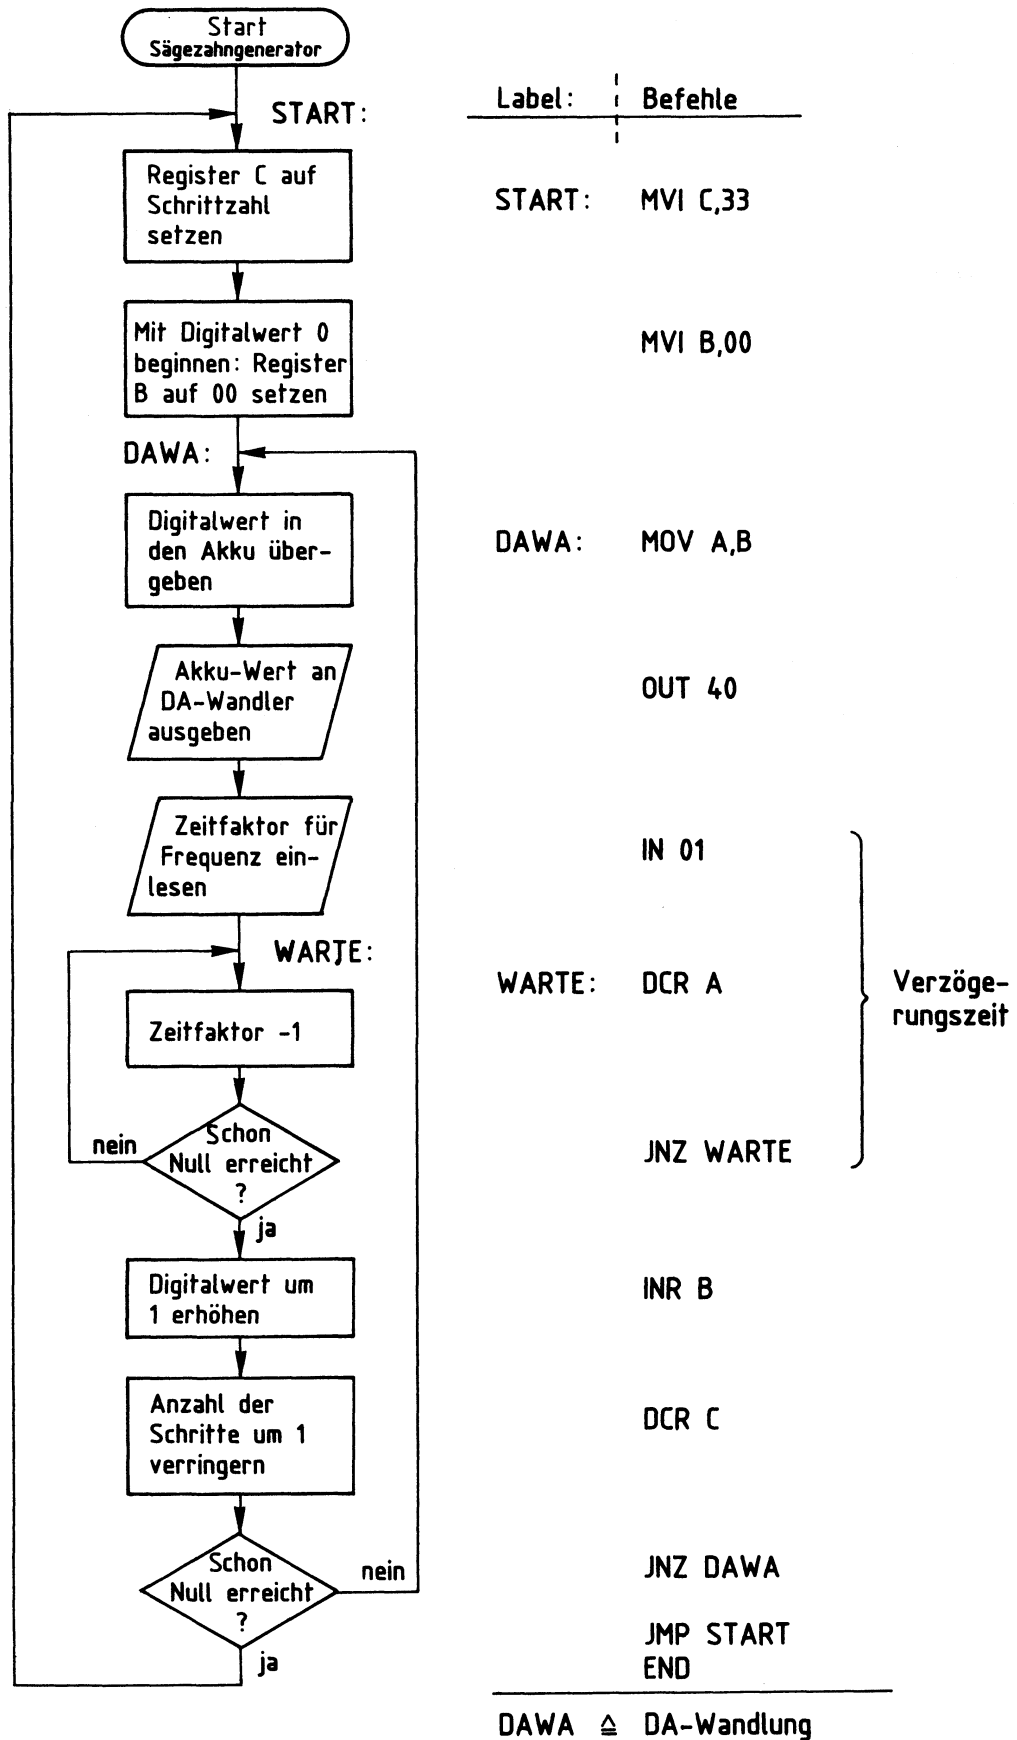 Start
Sägezahngenerator
START:
Register C auf
Schrittzahl
setzen
Mit Digitalwert 0
beginnen: Register
B auf 00 setzen
DAWA:
Digitalwert in
den Akku über-
geben
Akku-Wert an
DA-Wandler
ausgeben
Zeitfaktor für
Frequenz ein-
lesen
WARTE:
Zeitfaktor -1
nein
Schon
Null erreicht
?
ja
Digitalwert um
1 erhöhen
Anzahl der
Schritte um 1
verringern
Schon
Null erreicht
?
nein
ja
Label: Befehle
START: MVI C,33
MVI B,00
DAWA: MOV A,B
OUT 40
IN 01
WARTE: DCR A
JNZ WARTE
Verzöge-
rungszeit
INR B
DCR C
JNZ DAWA
JMP START
END
DAWA ≙ DA-Wandlung